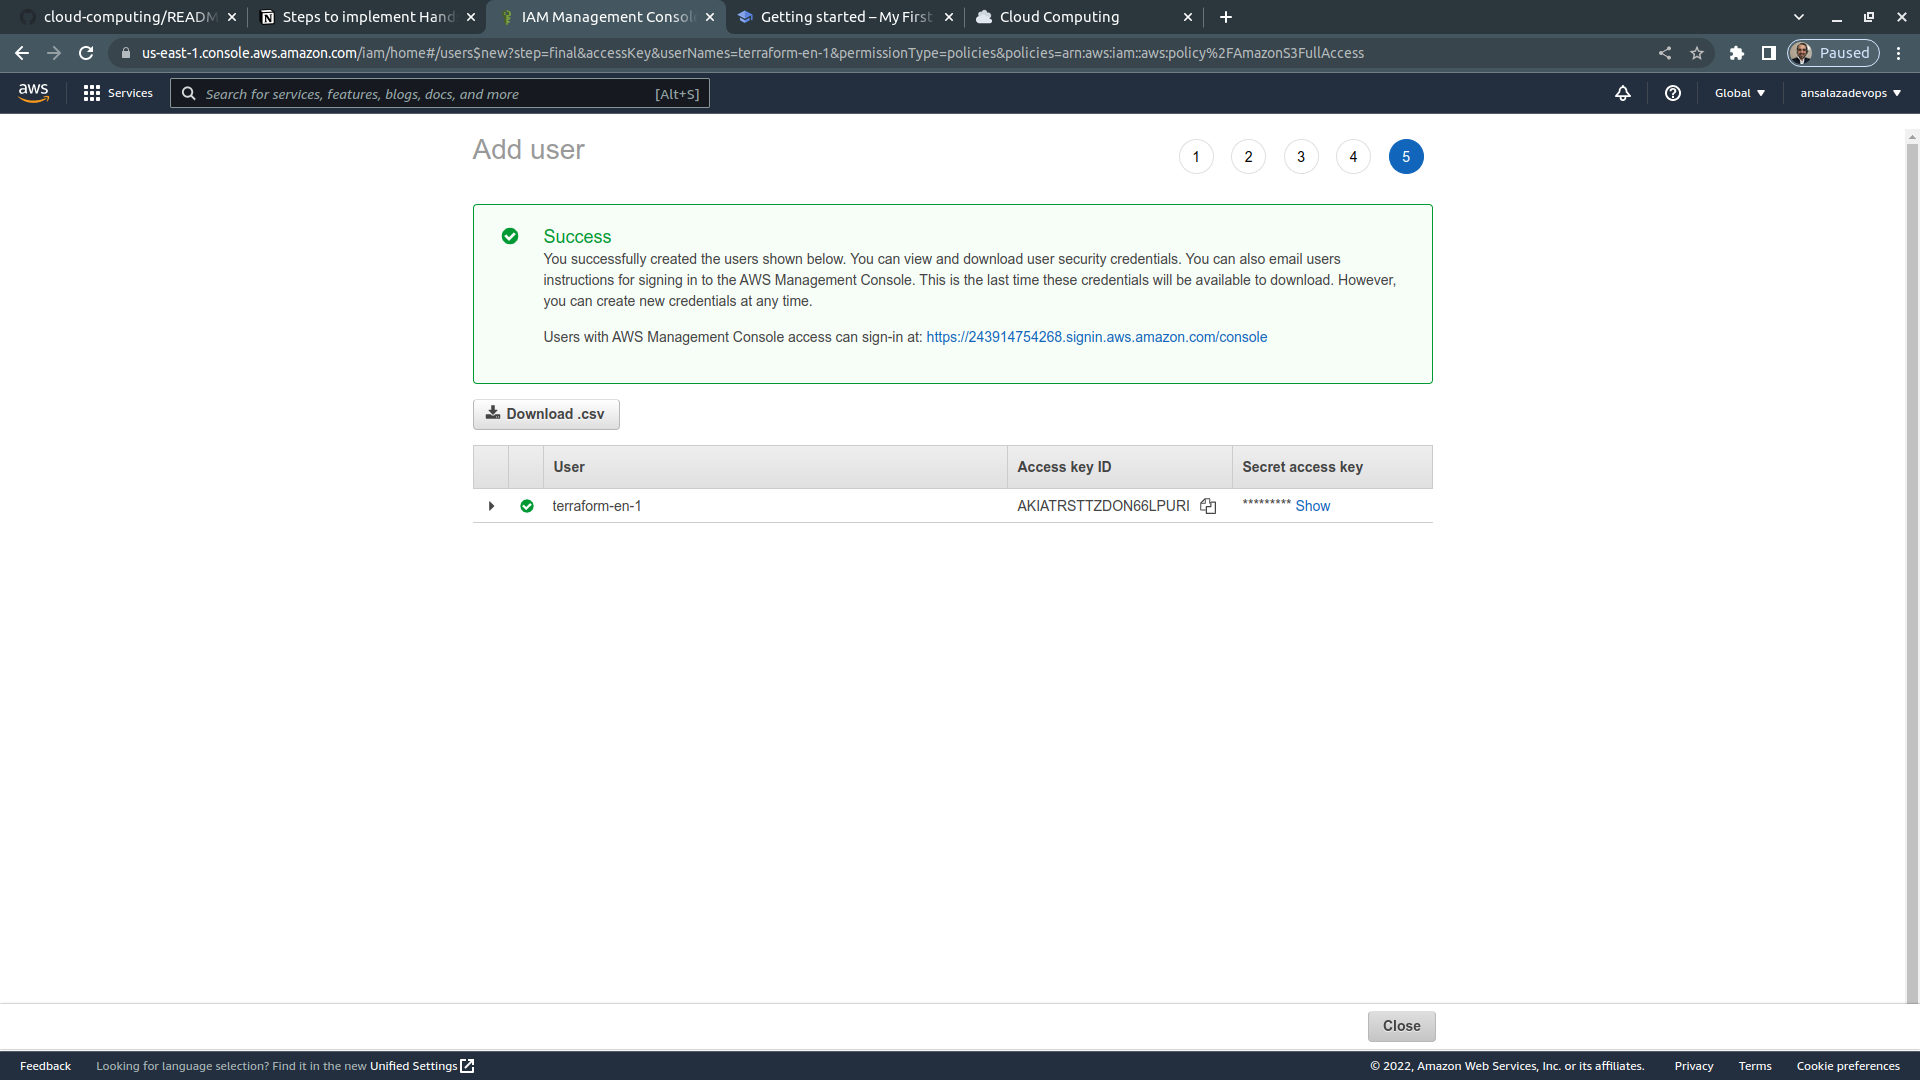 cloud-computing/READM
Steps to implement Hand
IAM Management Consol
Getting started – My First
Cloud Computing
us-east-1.console.aws.amazon.com/iam/home#/users$new?step=final&accessKey&userNames=terraform-en-1&permissionType=policies&policies=arn:aws:iam::aws:policy%2FAmazonS3FullAccess
Paused
aws
Services
Search for services, features, blogs, docs, and more
[Alt+S]
Global
ansalazadevops
Add user
1
2
3
4
5
Success
You successfully created the users shown below. You can view and download user security credentials. You can also email users
instructions for signing in to the AWS Management Console. This is the last time these credentials will be available to download. However,
you can create new credentials at any time.
Users with AWS Management Console access can sign-in at: https://243914754268.signin.aws.amazon.com/console
Download .csv
User
Access key ID
Secret access key
terraform-en-1
AKIATRSTTZDON66LPURI
********* Show
Close
Feedback
Looking for language selection? Find it in the new Unified Settings
© 2022, Amazon Web Services, Inc. or its affiliates.
Privacy
Terms
Cookie preferences